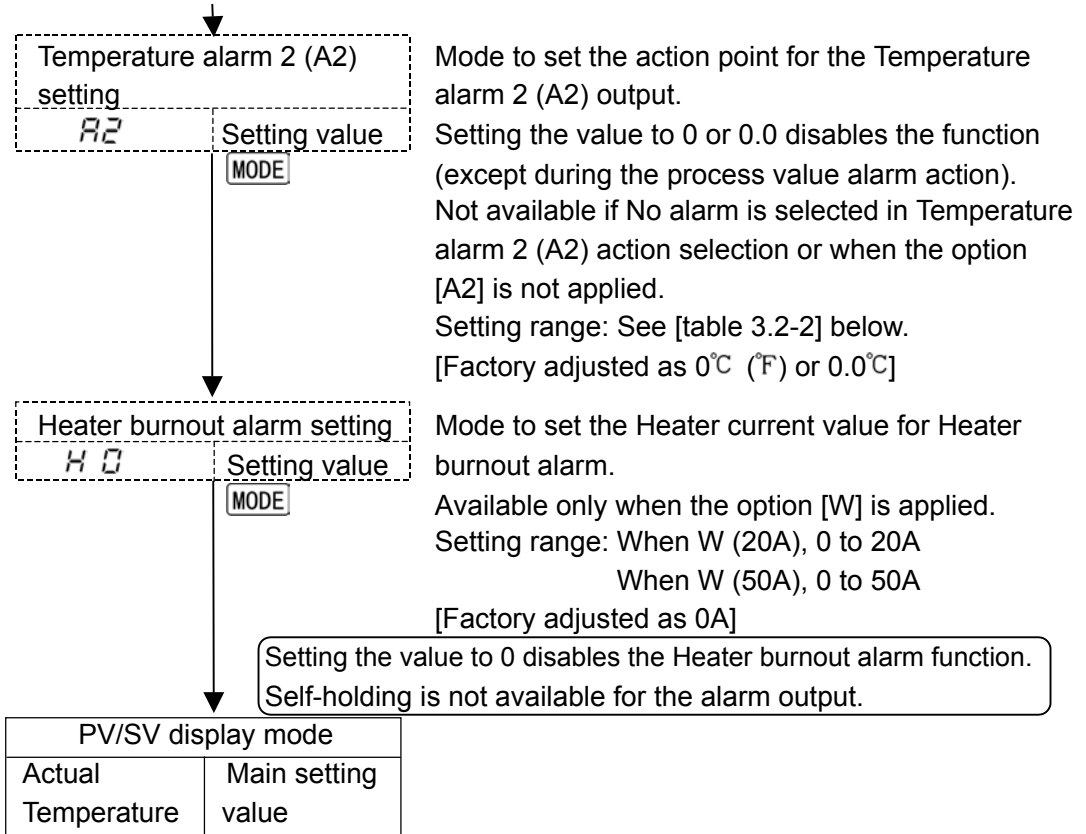 Temperature alarm 2 (A2)
setting
A2 Setting value
MODE
Mode to set the action point for the Temperature
alarm 2 (A2) output.
Setting the value to 0 or 0.0 disables the function
(except during the process value alarm action).
Not available if No alarm is selected in Temperature
alarm 2 (A2) action selection or when the option
[A2] is not applied.
Setting range: See [table 3.2-2] below.
[Factory adjusted as 0℃ (℉) or 0.0℃]
Heater burnout alarm setting
H 0 Setting value
MODE
Mode to set the Heater current value for Heater
burnout alarm.
Available only when the option [W] is applied.
Setting range: When W (20A), 0 to 20A
When W (50A), 0 to 50A
[Factory adjusted as 0A]
Setting the value to 0 disables the Heater burnout alarm function.
Self-holding is not available for the alarm output.
PV/SV display mode
Actual Main setting
Temperature value